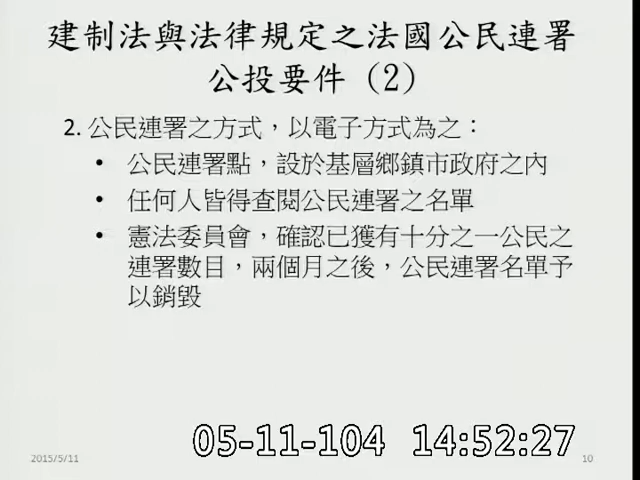 建制法與法律規定之法國公民連署
公投要件 (2)
2. 公民連署之方式，以電子方式為之：
• 公民連署點，設於基層鄉鎮市政府之內
• 任何人皆得查閱公民連署之名單
• 憲法委員會，確認已獲有十分之一公民之
連署數目，兩個月之後，公民連署名單予
以銷毀
05-11-104 14:52:27
2015/5/11
10